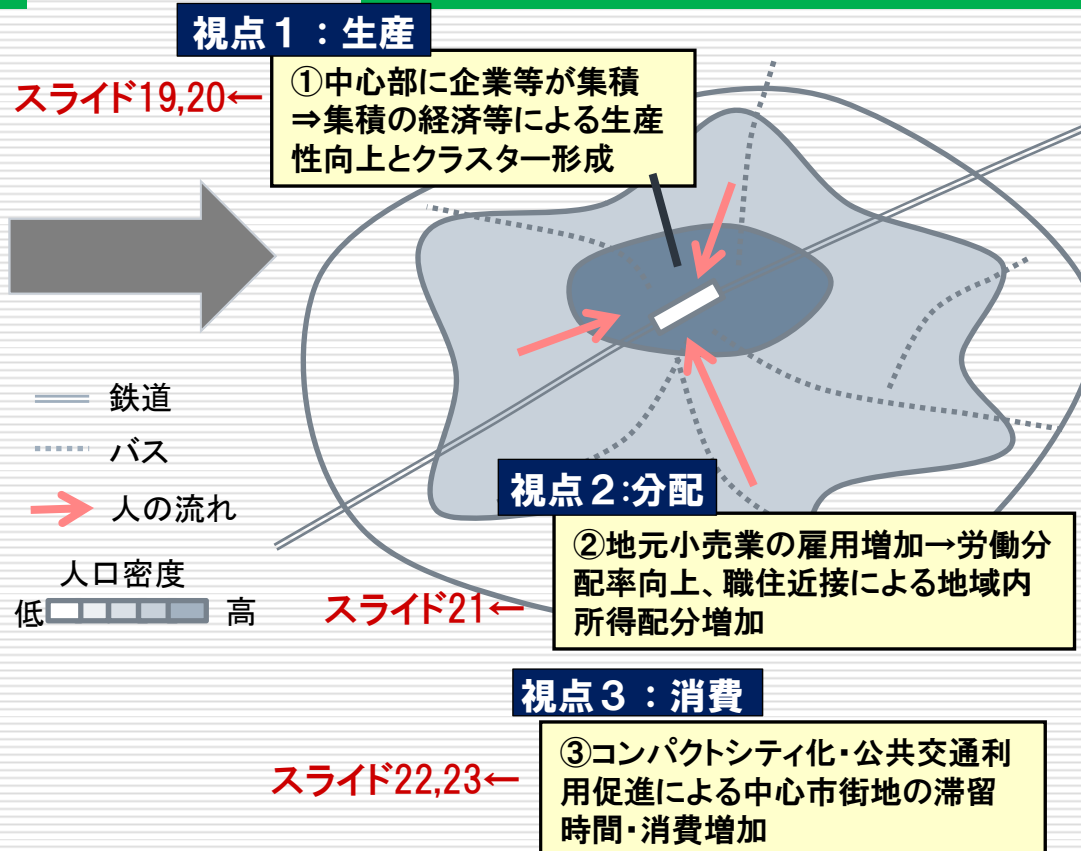 視点1：生産
スライド19,20←
①中心部に企業等が集積
⇒集積の経済等による生産
性向上とクラスター形成
鉄道
バス
人の流れ
人口密度
低
高
視点2:分配
スライド21←
②地元小売業の雇用増加→労働分
配率向上、職住近接による地域内
所得配分増加
視点3：消費
スライド22,23←
③コンパクトシティ化・公共交通利
用促進による中心市街地の滞留
時間・消費増加